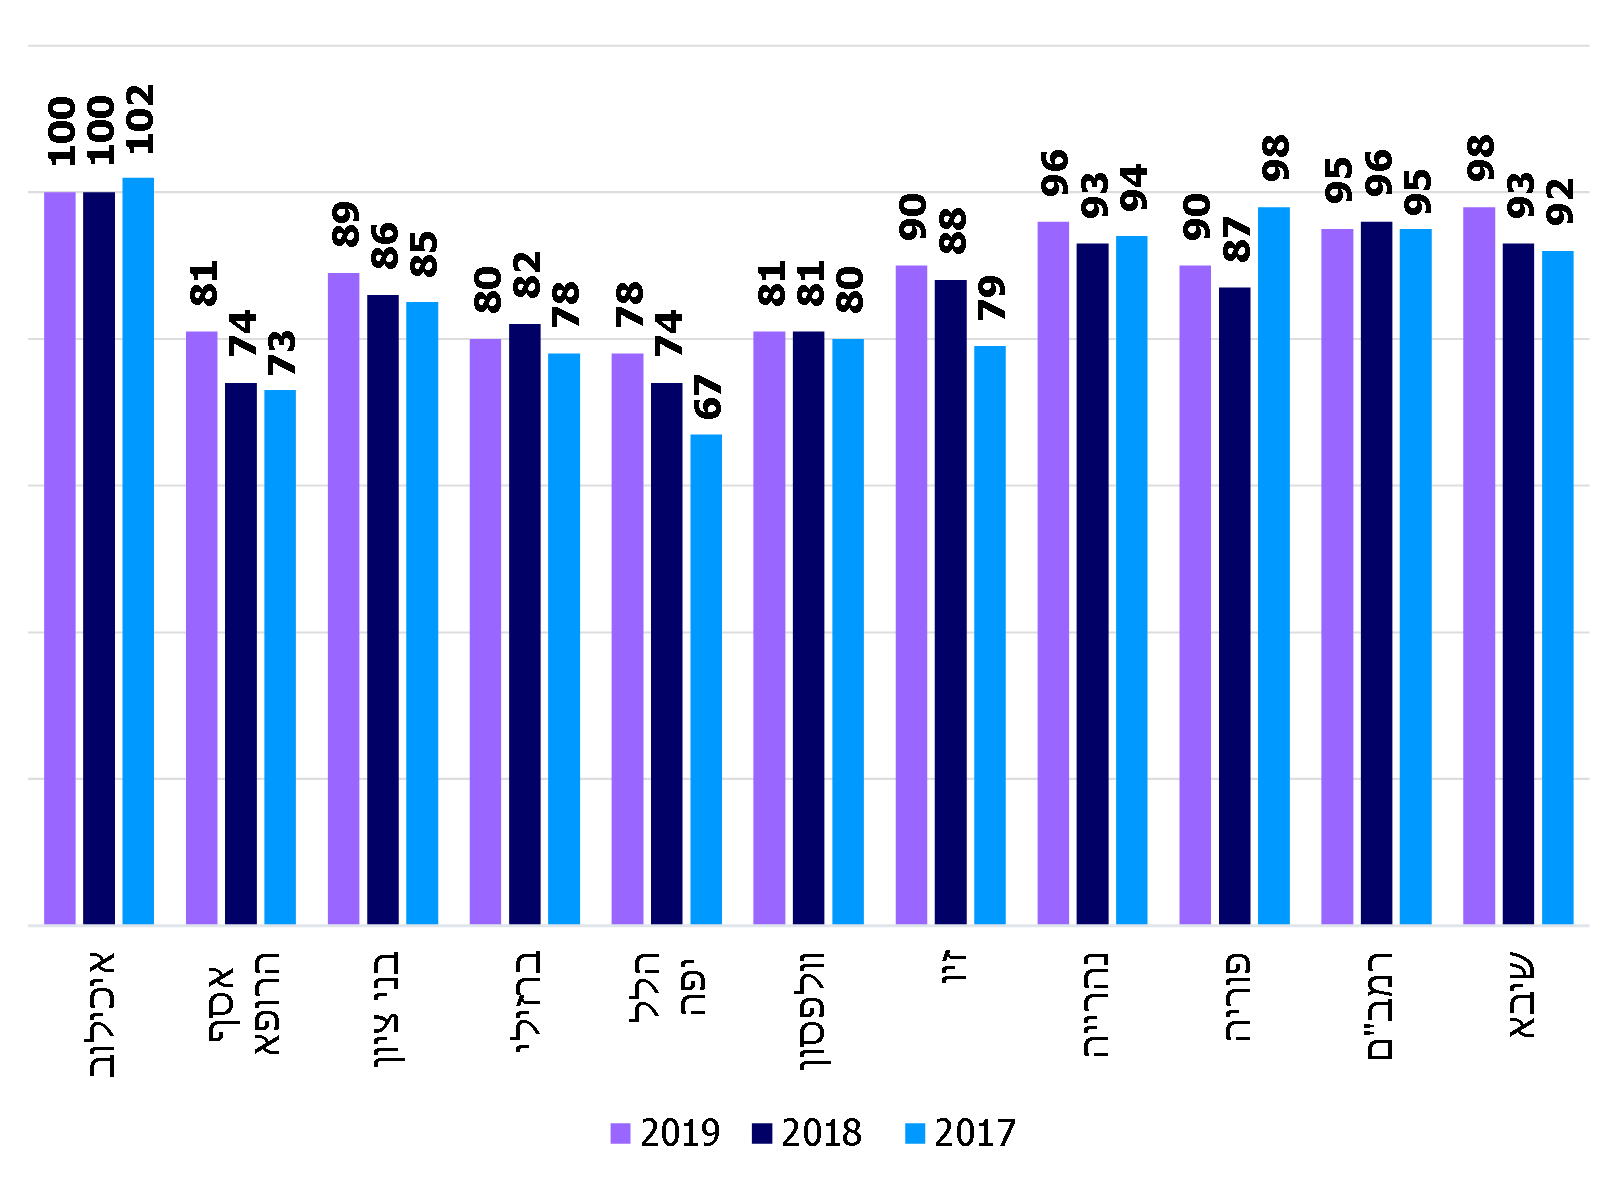 100 100 102
81 74 73
89 86 85
80 82 78
78 74 67
81 81 80
90 88 79
96 93 94
90 87 98
95 96 95
98 93 92
איכילוב
אסף
הרופא
בני ציון
ברזילי
הלל
יפה
וולפסון
זיו
נהרייה
פוריה
רמב"ם
שיבא
2019 2018 2017